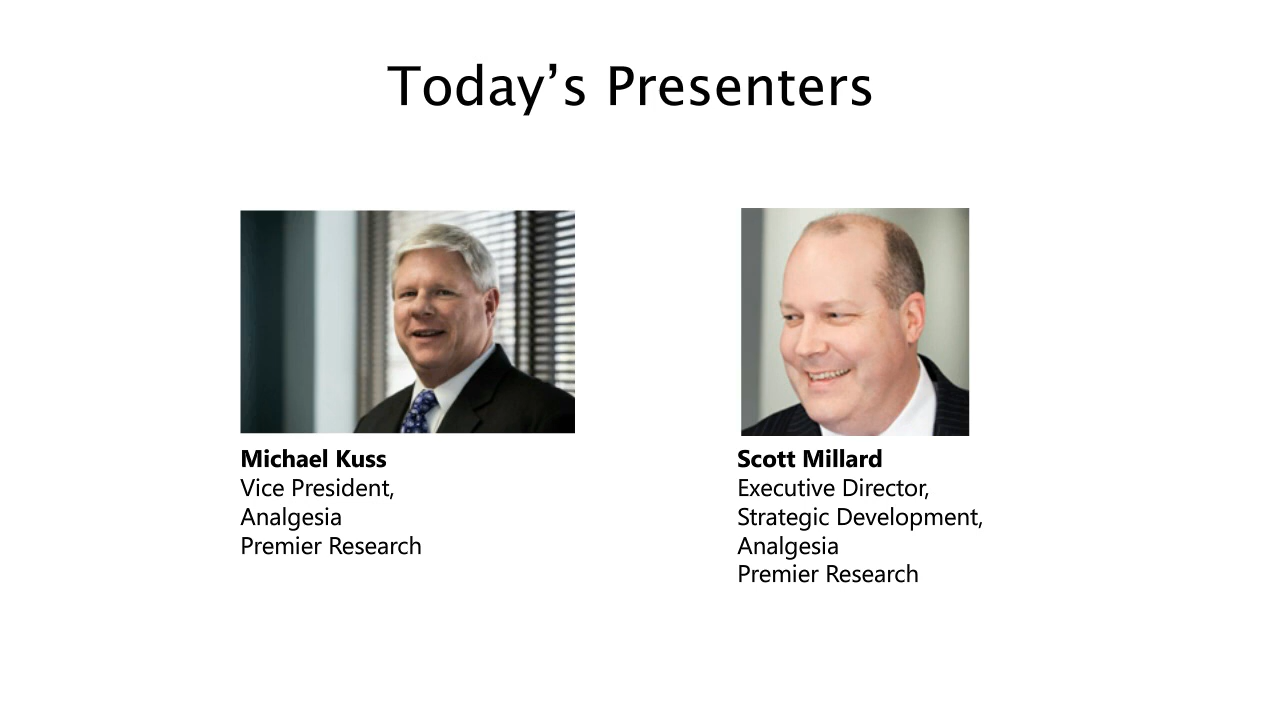 Today’s Presenters
Michael Kuss
Vice President,
Analgesia
Premier Research
Scott Millard
Executive Director,
Strategic Development,
Analgesia
Premier Research